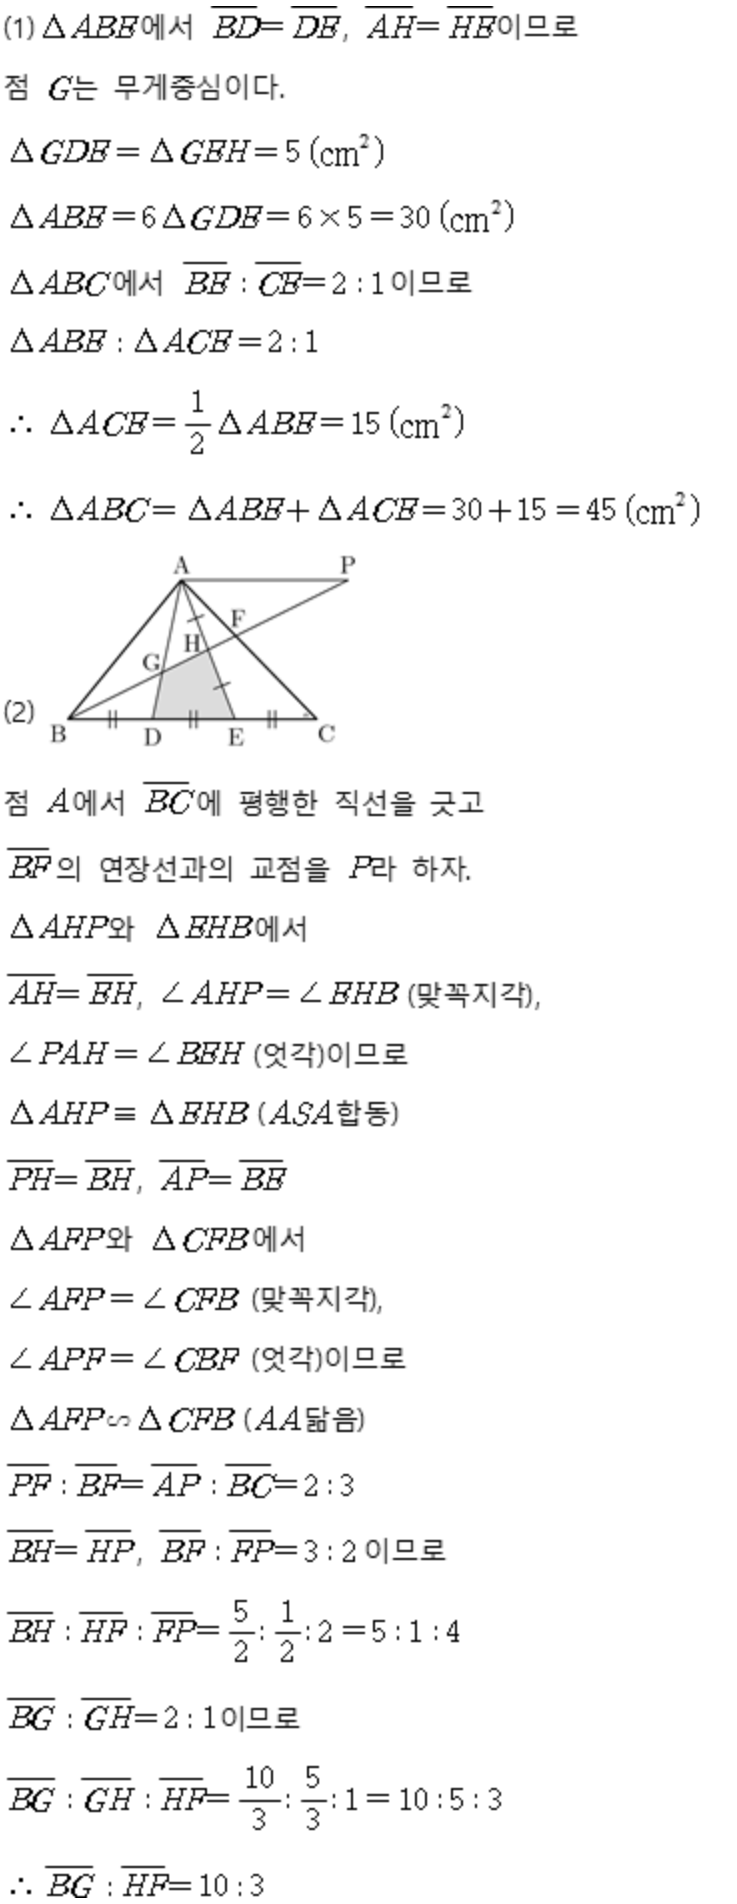 (1) △ABE에서 BD=DE, AH=HE이므로
점 G는 무게중심이다.
△GDE=△GEH=5(cm²)
△ABE=6△GDE=6×5=30(cm²)
△ABC에서 BE:CE=2:1이므로
△ABE:△ACE=2:1
∴ △ACE=1/2△ABE=15(cm²)
∴ △ABC=△ABE+△ACE=30+15=45(cm²)
A P
F
H
G
(2)
B D E C
점 A에서 BC에 평행한 직선을 긋고
BF의 연장선과의 교점을 P라 하자.
△AHP와 △EHB에서
AH=EH, ∠AHP=∠EHB (맞꼭지각),
∠PAH=∠BEH (엇각)이므로
△AHP≡△EHB (ASA합동)
PH=BH, AP=BE
△AFP와 △CFB에서
∠AFP=∠CFB (맞꼭지각),
∠APF=∠CBF (엇각)이므로
△AFP∽△CFB (AA닮음)
PF:BF=AP:BC=2:3
BH=HP, BF:FP=3:2이므로
BH:HF:FP=5/2:1/2:2=5:1:4
BG:GH=2:1이므로
BG:GH:HF=10/3:5/3:1=10:5:3
∴ BG:HF=10:3